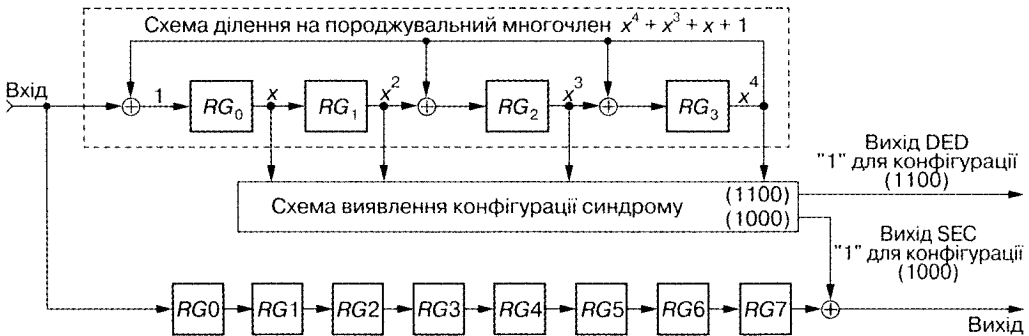 Схема ділення на породжувальний многочлен x⁴ + x³ + x + 1
Вхід
1
RG₀
x
RG₁
x²
RG₂
x³
RG₃
x⁴
Вихід DED
"1" для конфігурації
(1100)
Схема виявлення конфігурації синдрому
(1100)
(1000)
Вихід SEC
"1" для конфігурації
(1000)
RG0
RG1
RG2
RG3
RG4
RG5
RG6
RG7
Вихід